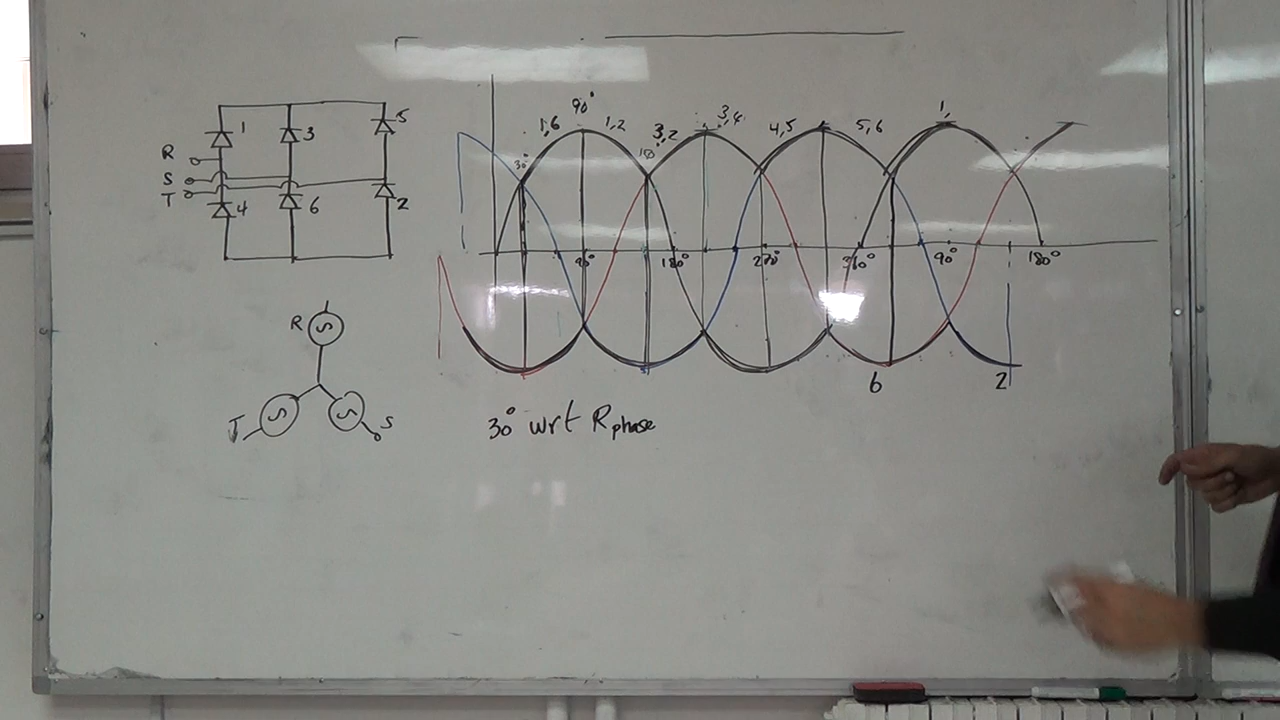 1 3 5
R
S
T
4 6 2
R
T S
90°
1,6 1,2 3,2 3,4 4,5 5,6 1,
30° 150°
90° 180° 270° 360° 90° 180°
6 2
30° wrt Rphase